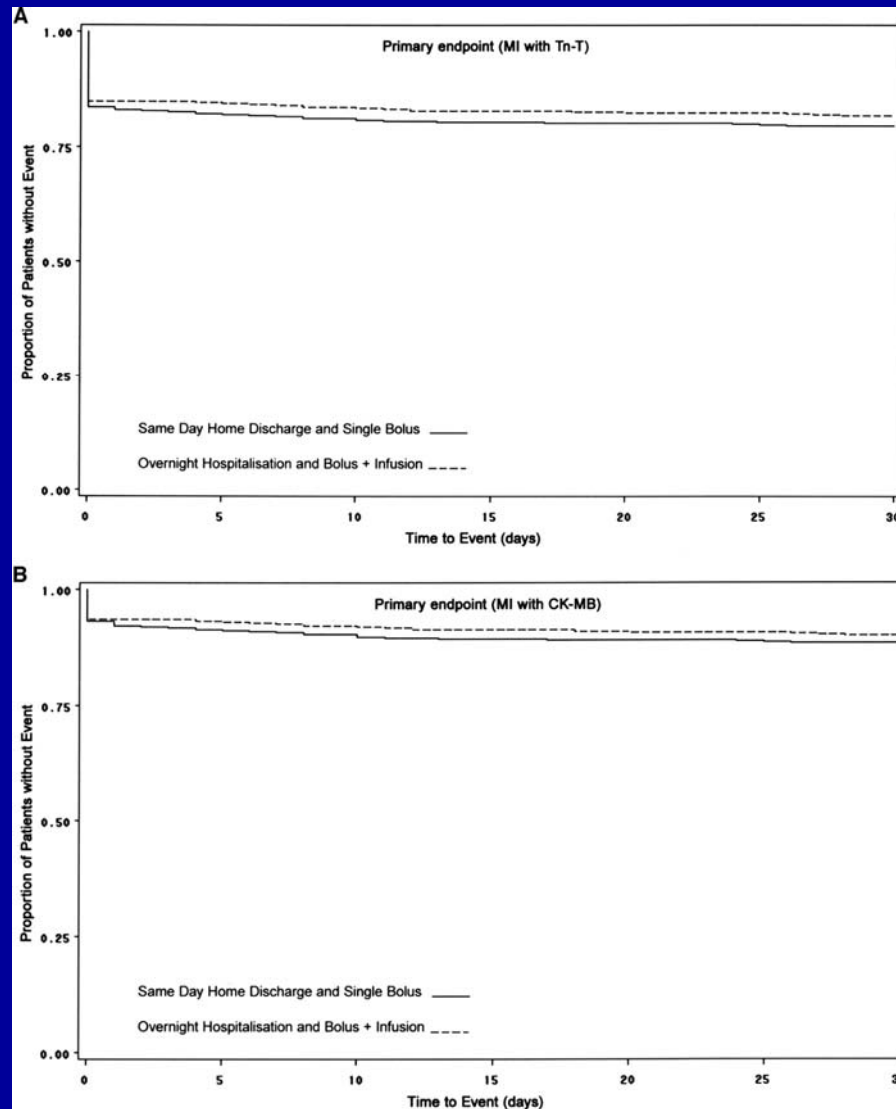 A
Primary endpoint (MI with Tn-T)
Proportion of Patients without Event
1.00
0.75
0.50
0.25
0.00
Same Day Home Discharge and Single Bolus
Overnight Hospitalisation and Bolus + Infusion
0 5 10 15 20 25 30
Time to Event (days)
B
Primary endpoint (MI with CK-MB)
Proportion of Patients without Event
1.00
0.75
0.50
0.25
0.00
Same Day Home Discharge and Single Bolus
Overnight Hospitalisation and Bolus + Infusion
0 5 10 15 20 25 3
Time to Event (days)